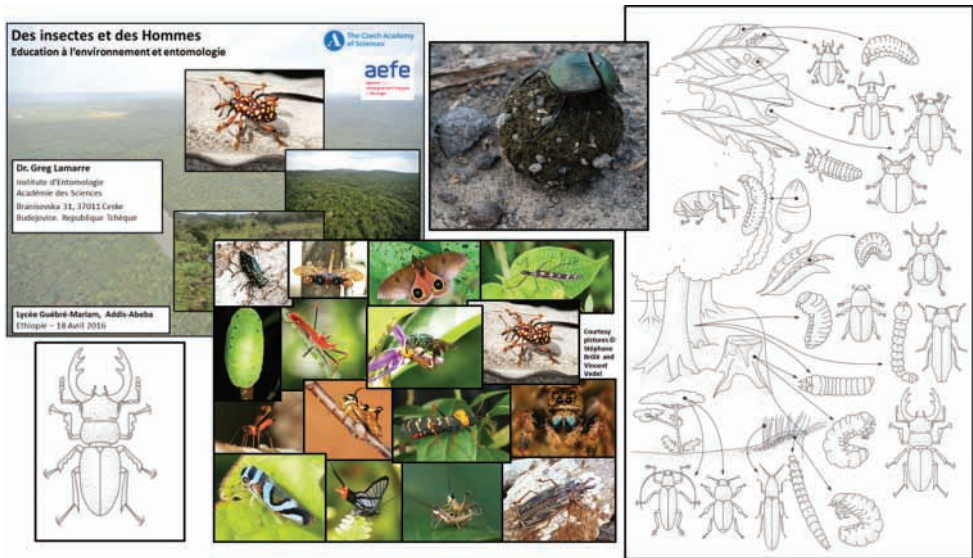 Des insectes et des Hommes
Education à l'environnement et entomologie
The Czech Academy
of Sciences
aefe
Dr. Greg Lamarre
Institute d'Entomologie
Académie des Sciences
Branisovska 31, 37011 Ceske
Budejovice. Republique Tchèque
Lycée Guébré-Mariam, Addis-Abeba
Ethiopie – 18 Avril 2016
Courtesy
pictures ©
Stéphane
Brûlé and
Vincent
Vedel